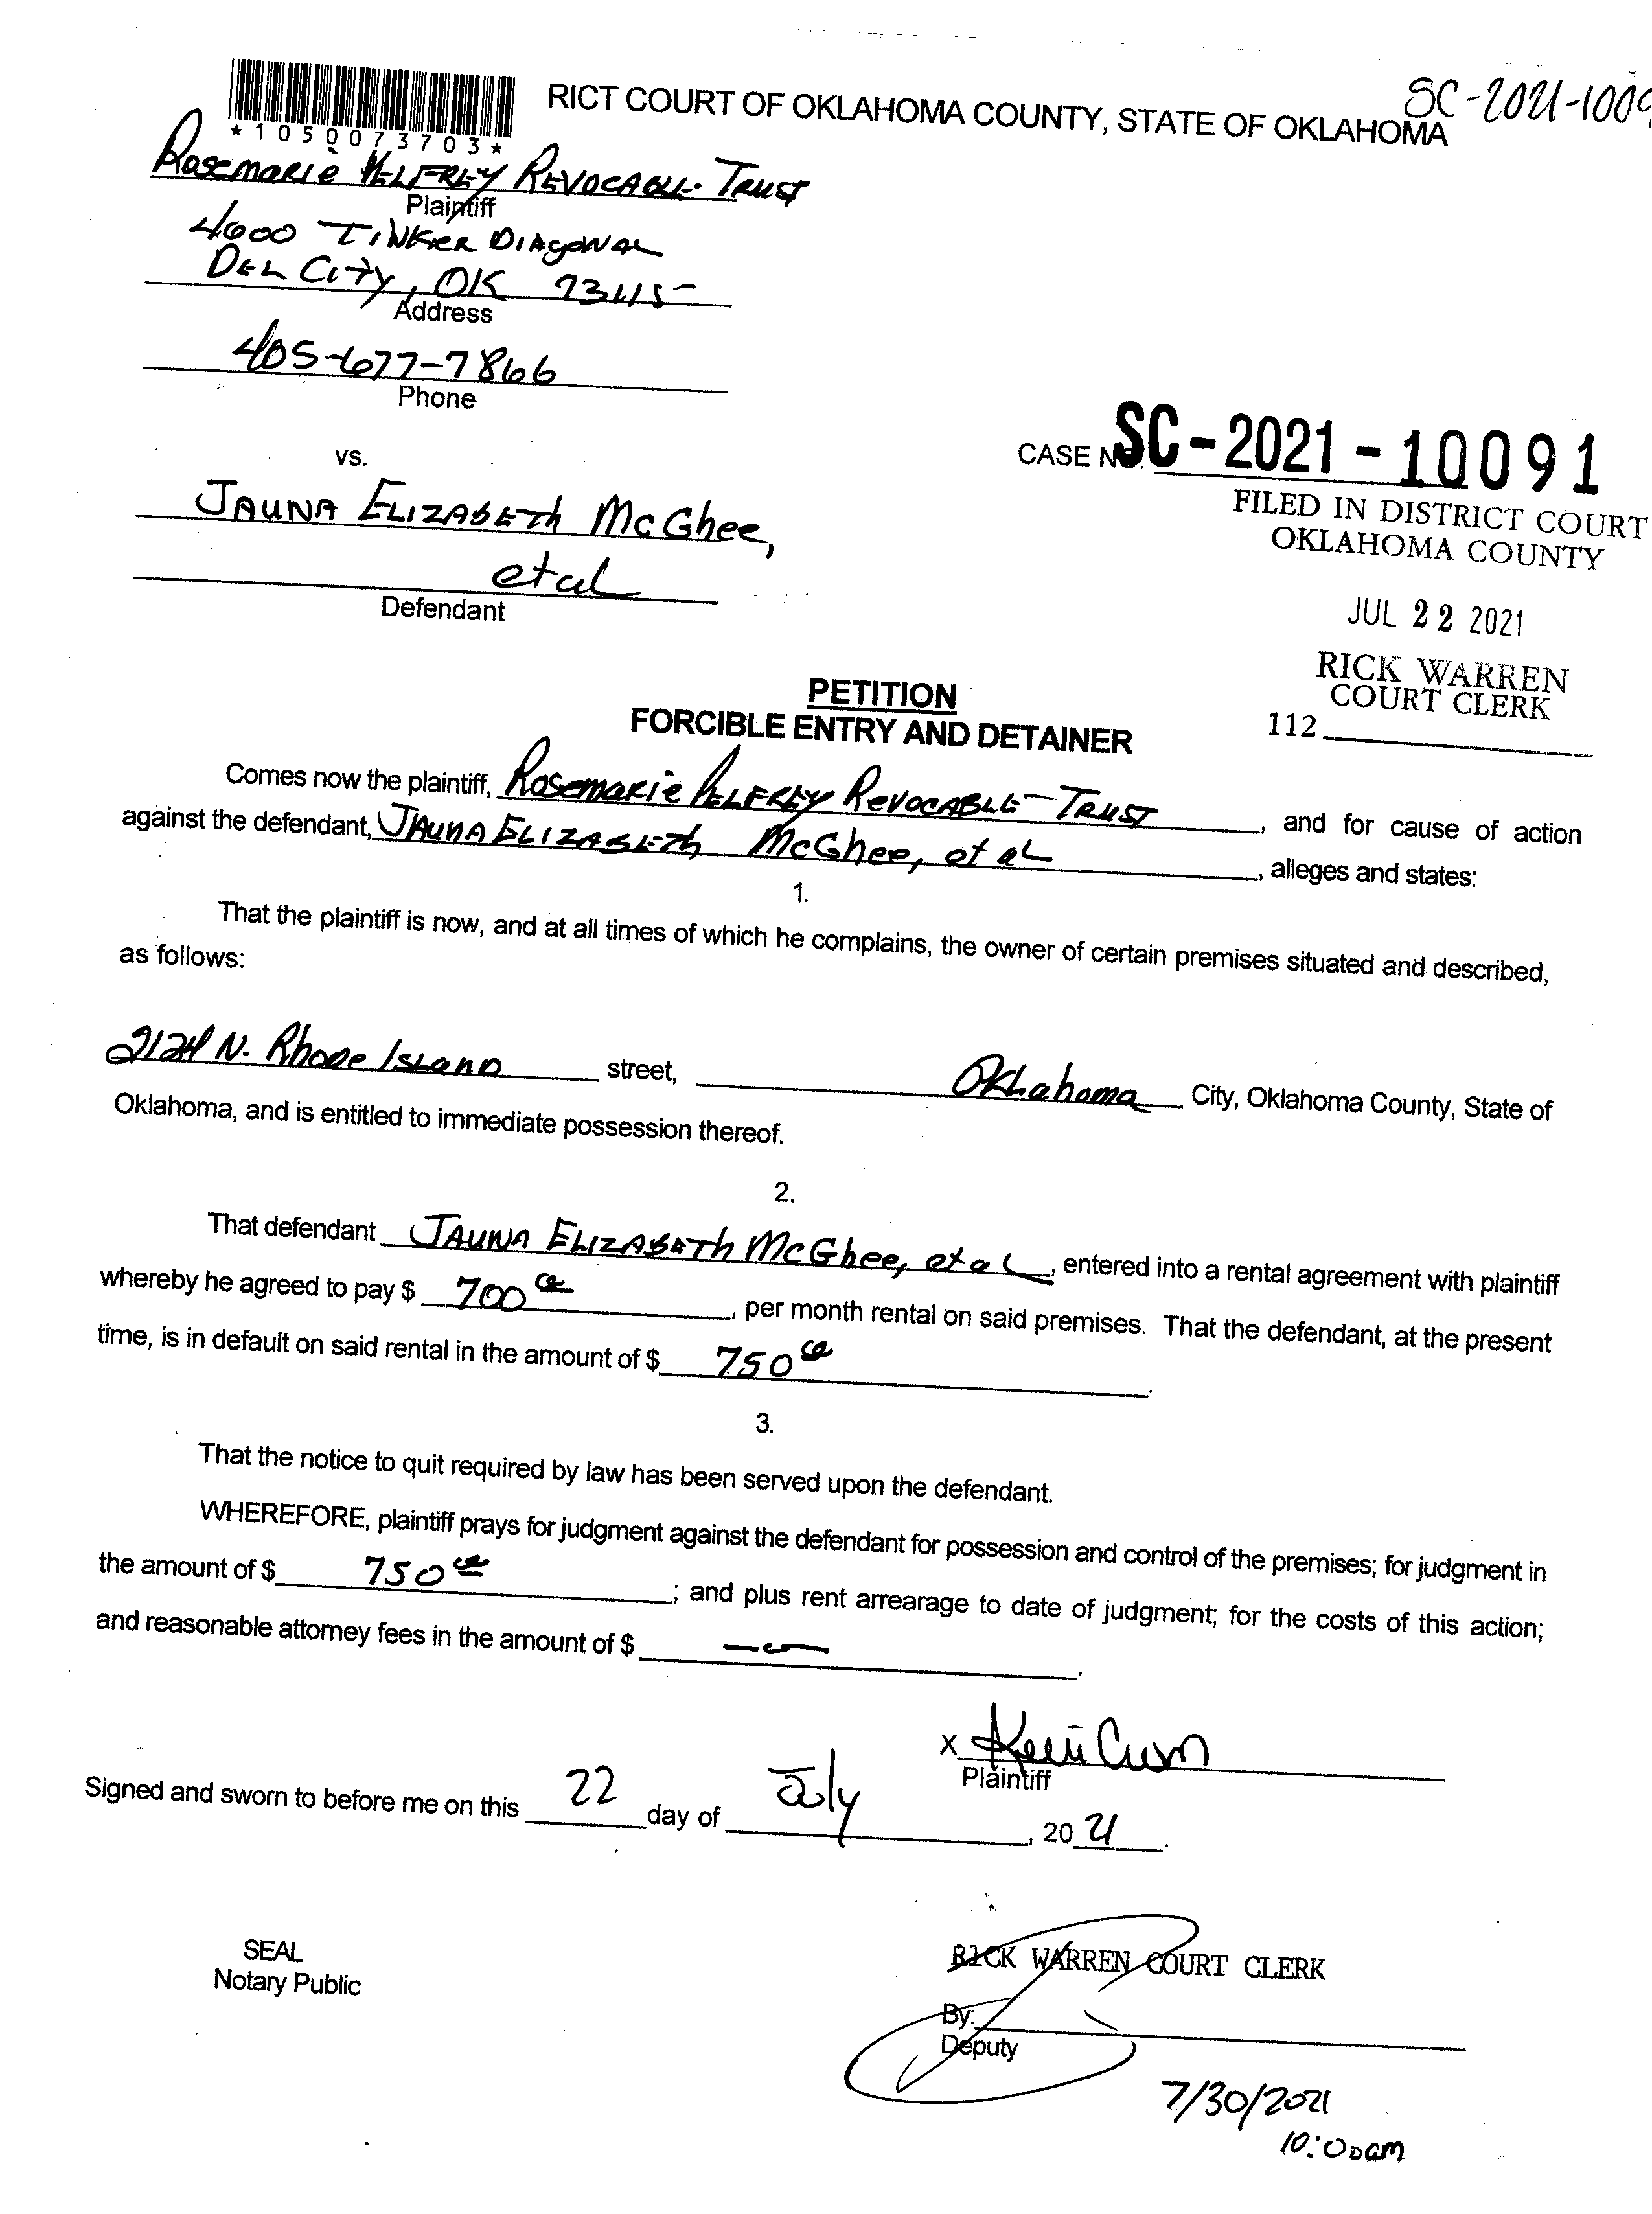 SC-2021-1009
RICT COURT OF OKLAHOMA COUNTY, STATE OF OKLAHOMA
*1050073703*
Rosemarie Pelfrey Revocable Trust
Plaintiff
4600 Tinker Diagonal
Del City, OK 73115
Address
405-677-7866
Phone
vs.
CASE NO. SC-2021-10091
FILED IN DISTRICT COURT
OKLAHOMA COUNTY
Jauna Elizabeth McGhee,
et al
Defendant
JUL 22 2021
RICK WARREN
COURT CLERK
112
PETITION
FORCIBLE ENTRY AND DETAINER
Comes now the plaintiff, Rosemarie Pelfrey Revocable Trust, and for cause of action
against the defendant, Jauna Elizabeth McGhee, et al, alleges and states:
1.
That the plaintiff is now, and at all times of which he complains, the owner of certain premises situated and described,
as follows:
2124 N. Rhode Island street, Oklahoma City, Oklahoma County, State of
Oklahoma, and is entitled to immediate possession thereof.
2.
That defendant Jauna Elizabeth McGhee, et al, entered into a rental agreement with plaintiff
whereby he agreed to pay $ 700 00, per month rental on said premises. That the defendant, at the present
time, is in default on said rental in the amount of $ 750 00.
3.
That the notice to quit required by law has been served upon the defendant.
WHEREFORE, plaintiff prays for judgment against the defendant for possession and control of the premises; for judgment in
the amount of $ 750 00; and plus rent arrearage to date of judgment; for the costs of this action;
and reasonable attorney fees in the amount of $ .
X
Plaintiff
Signed and sworn to before me on this 22 day of July, 2021.
SEAL
Notary Public
RICK WARREN COURT CLERK
By:
Deputy
7/30/2021
10:00am